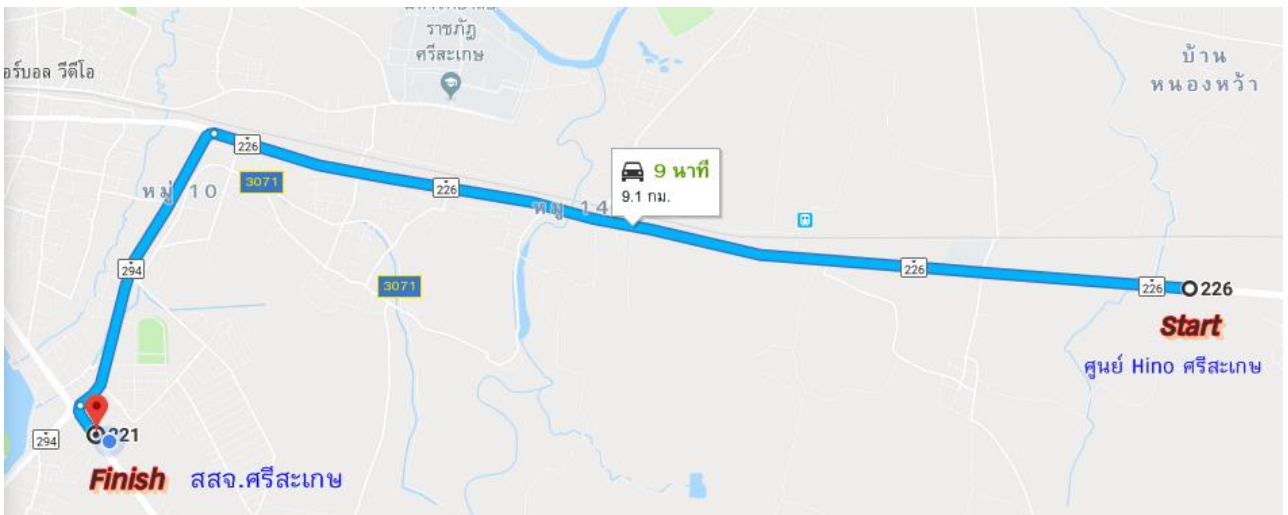 ราชภัฏ
ศรีสะเกษ
อร์บอล วีดีโอ
บ้าน
หนองหว้า
226
หมู่ 10
3071
226
หมู่ 14
9 นาที
9.1 กม.
294
3071
226
226
226
Start
ศูนย์ Hino ศรีสะเกษ
294
221
Finish สสจ.ศรีสะเกษ